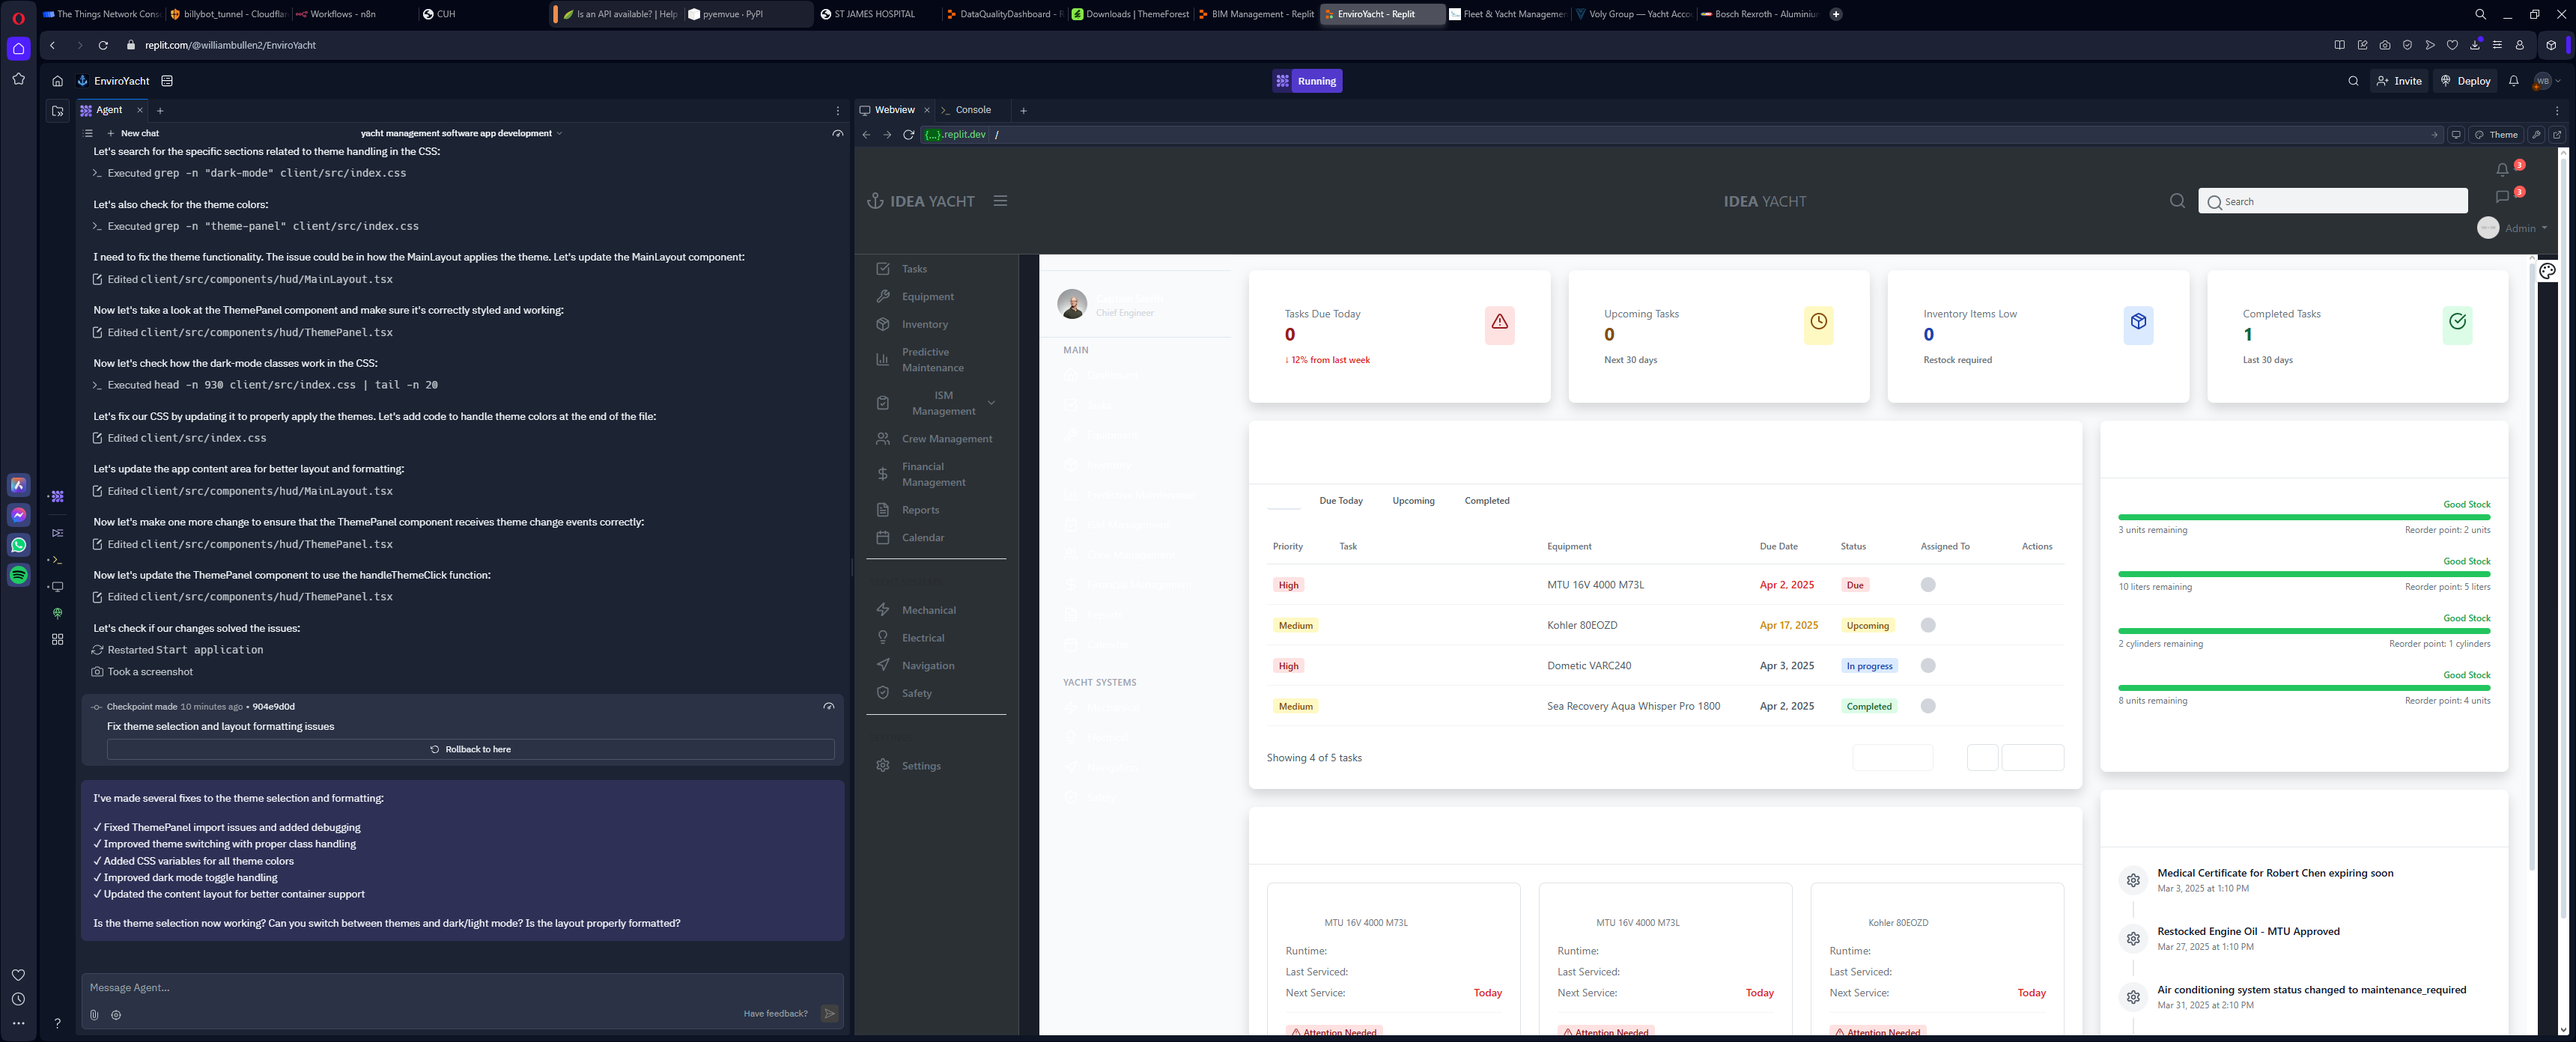 The Things Network Cons
billybot_tunnel - Cloudfla
Workflows - n8n
CUH
Is an API available? | Help
pyemvue · PyPI
ST JAMES HOSPITAL
DataQualityDashboard - R
Downloads | ThemeForest
BIM Management - Replit
EnviroYacht - Replit
Fleet & Yacht Managemen
Voly Group — Yacht Acco
Bosch Rexroth - Aluminiu
replit.com/@williambullen2/EnviroYacht
EnviroYacht
Running
Invite
Deploy
WB
Agent
New chat
yacht management software app development
Let's search for the specific sections related to theme handling in the CSS:
Executed grep -n "dark-mode" client/src/index.css
Let's also check for the theme colors:
Executed grep -n "theme-panel" client/src/index.css
I need to fix the theme functionality. The issue could be in how the MainLayout applies the theme. Let's update the MainLayout component:
Edited client/src/components/hud/MainLayout.tsx
Now let's take a look at the ThemePanel component and make sure it's correctly styled and working:
Edited client/src/components/hud/ThemePanel.tsx
Now let's check how the dark-mode classes work in the CSS:
Executed head -n 930 client/src/index.css | tail -n 20
Let's fix our CSS by updating it to properly apply the themes. Let's add code to handle theme colors at the end of the file:
Edited client/src/index.css
Let's update the app content area for better layout and formatting:
Edited client/src/components/hud/MainLayout.tsx
Now let's make one more change to ensure that the ThemePanel component receives theme change events correctly:
Edited client/src/components/hud/ThemePanel.tsx
Now let's update the ThemePanel component to use the handleThemeClick function:
Edited client/src/components/hud/ThemePanel.tsx
Let's check if our changes solved the issues:
Restarted Start application
Took a screenshot
Checkpoint made 10 minutes ago • 904e9d0d
Fix theme selection and layout formatting issues
Rollback to here
I've made several fixes to the theme selection and formatting:
✓ Fixed ThemePanel import issues and added debugging
✓ Improved theme switching with proper class handling
✓ Added CSS variables for all theme colors
✓ Improved dark mode toggle handling
✓ Updated the content layout for better container support
Is the theme selection now working? Can you switch between themes and dark/light mode? Is the layout properly formatted?
Message Agent...
Have feedback?
Webview
Console
{...}.replit.dev /
Theme
IDEA YACHT
IDEA YACHT
Search
3
3
Admin
Tasks
Equipment
Inventory
Predictive
Maintenance
ISM
Management
Crew Management
Financial
Management
Reports
Calendar
Mechanical
Electrical
Navigation
Safety
Settings
Chief Engineer
MAIN
YACHT SYSTEMS
Tasks Due Today
0
↓ 12% from last week
Upcoming Tasks
0
Next 30 days
Inventory Items Low
0
Restock required
Completed Tasks
1
Last 30 days
Due Today
Upcoming
Completed
Priority Task Equipment Due Date Status Assigned To Actions
High MTU 16V 4000 M73L Apr 2, 2025 Due
Medium Kohler 80EOZD Apr 17, 2025 Upcoming
High Dometic VARC240 Apr 3, 2025 In progress
Medium Sea Recovery Aqua Whisper Pro 1800 Apr 2, 2025 Completed
Showing 4 of 5 tasks
Good Stock
3 units remaining Reorder point: 2 units
Good Stock
10 liters remaining Reorder point: 5 liters
Good Stock
2 cylinders remaining Reorder point: 1 cylinders
Good Stock
8 units remaining Reorder point: 4 units
MTU 16V 4000 M73L
Runtime:
Last Serviced:
Next Service: Today
Attention Needed
MTU 16V 4000 M73L
Runtime:
Last Serviced:
Next Service: Today
Attention Needed
Kohler 80EOZD
Runtime:
Last Serviced:
Next Service: Today
Attention Needed
Medical Certificate for Robert Chen expiring soon
Mar 3, 2025 at 1:10 PM
Restocked Engine Oil - MTU Approved
Mar 27, 2025 at 1:10 PM
Air conditioning system status changed to maintenance_required
Mar 31, 2025 at 2:10 PM